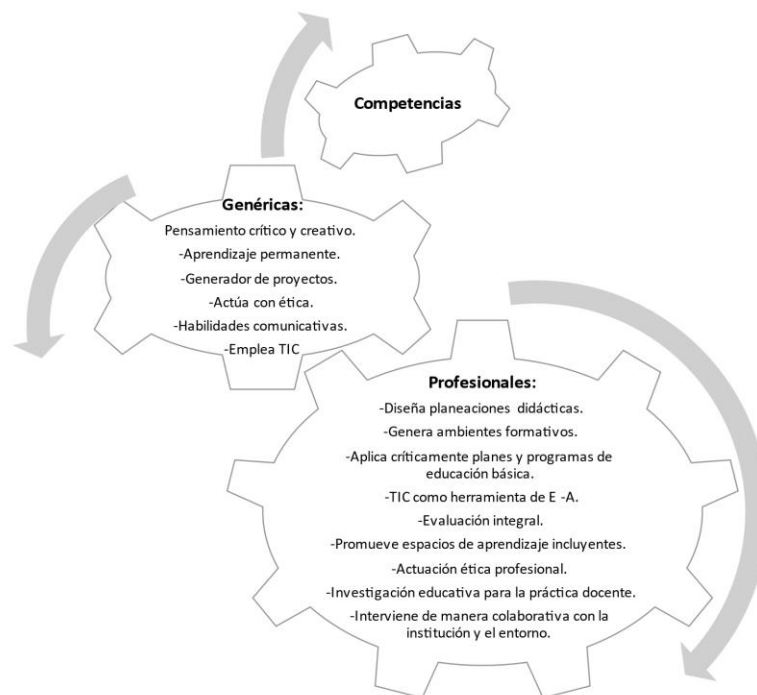 Competencias
Genéricas:
Pensamiento crítico y creativo.
-Aprendizaje permanente.
-Generador de proyectos.
-Actúa con ética.
-Habilidades comunicativas.
-Emplea TIC
Profesionales:
-Diseña planeaciones didácticas.
-Genera ambientes formativos.
-Aplica críticamente planes y programas de
educación básica.
-TIC como herramienta de E -A.
-Evaluación integral.
-Promueve espacios de aprendizaje incluyentes.
-Actuación ética profesional.
-Investigación educativa para la práctica docente.
-Interviene de manera colaborativa con la
institución y el entorno.